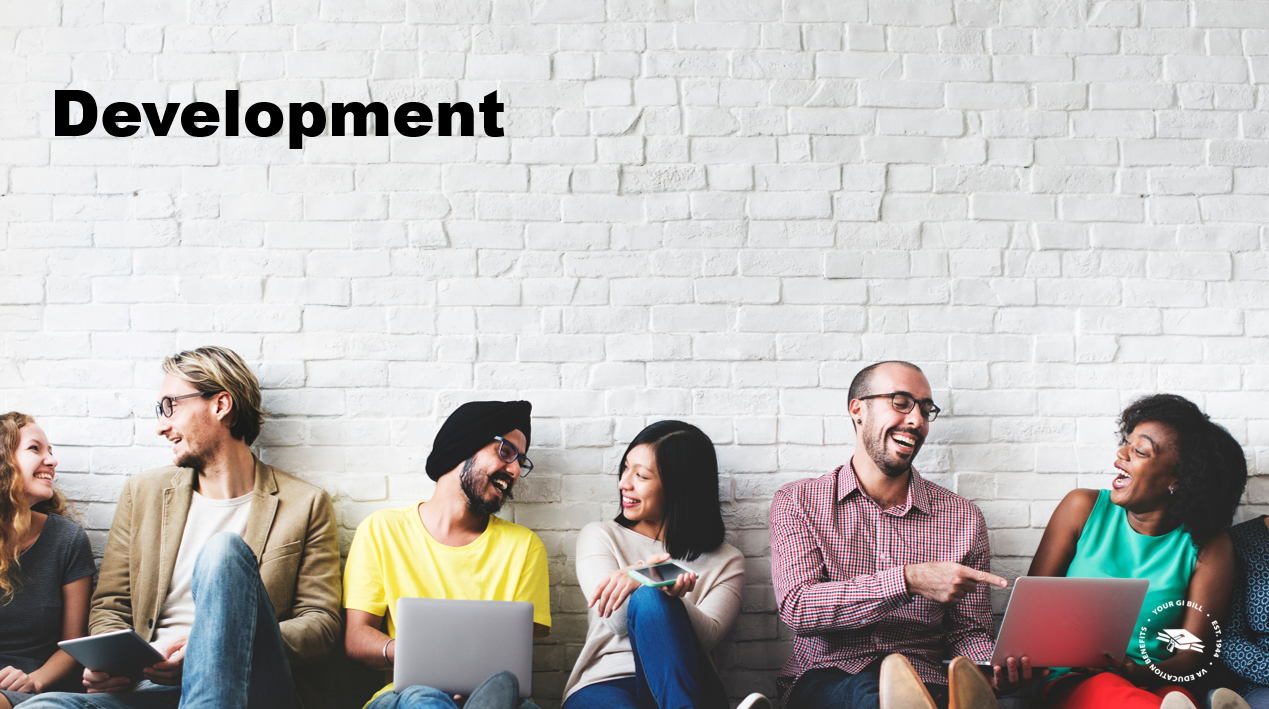 Development
YOUR GI BILL • EST. 1944 • VA EDUCATION BENEFITS •